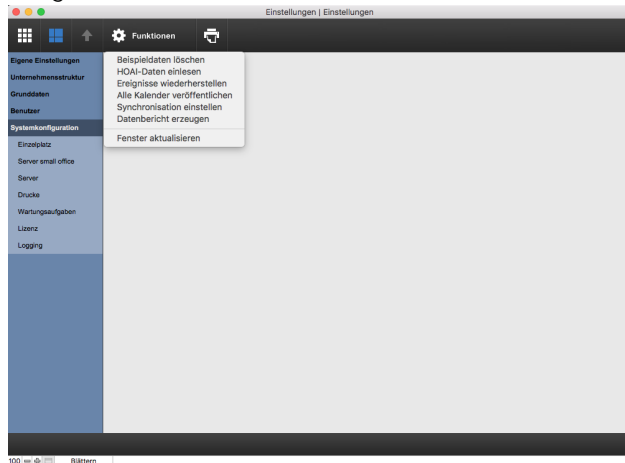 Einstellungen | Einstellungen
Funktionen
Eigene Einstellungen
Unternehmensstruktur
Grunddaten
Benutzer
Systemkonfiguration
Einzelplatz
Server small office
Server
Drucke
Wartungsaufgaben
Lizenz
Logging
Beispieldaten löschen
HOAI-Daten einlesen
Ereignisse wiederherstellen
Alle Kalender veröffentlichen
Synchronisation einstellen
Datenbericht erzeugen
Fenster aktualisieren
100 Blättern